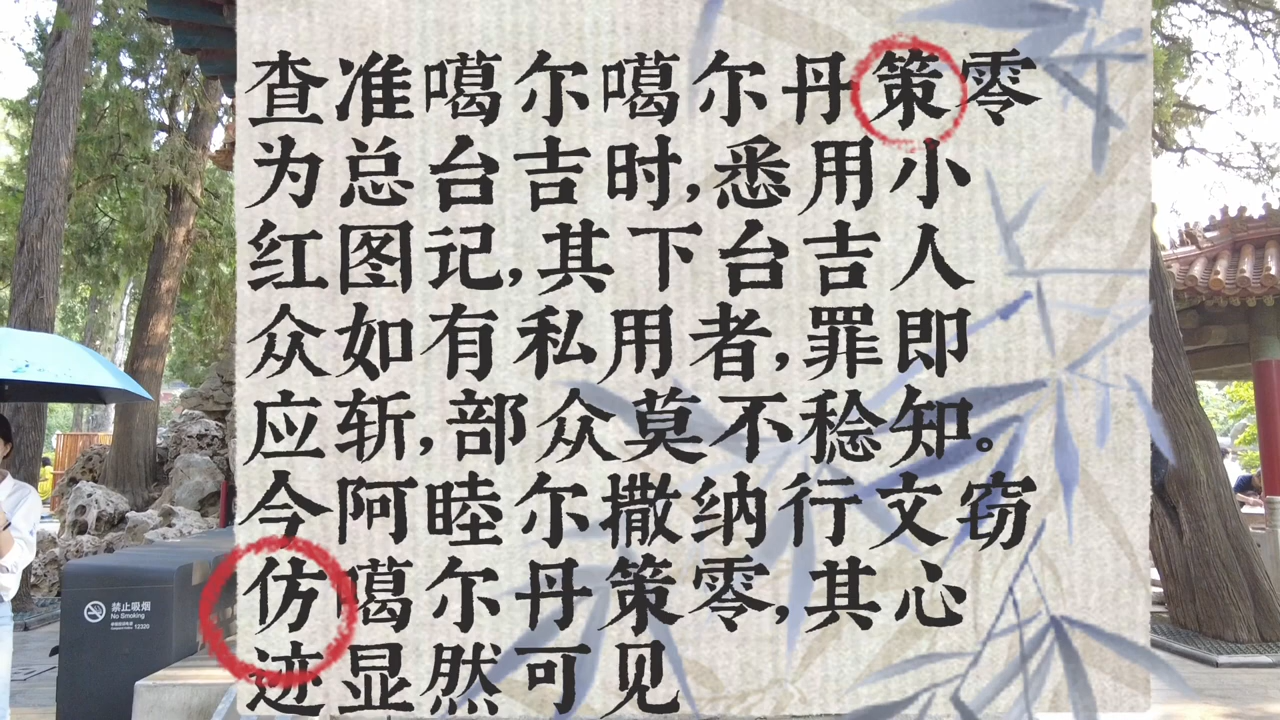 查准噶尔噶尔丹策零
为总台吉时,悉用小
红图记,其下台吉人
众如有私用者,罪即
应斩,部众莫不稔知。
今阿睦尔撒纳行文窃
仿噶尔丹策零,其心
迹显然可见
禁止吸烟
No Smoking
12320